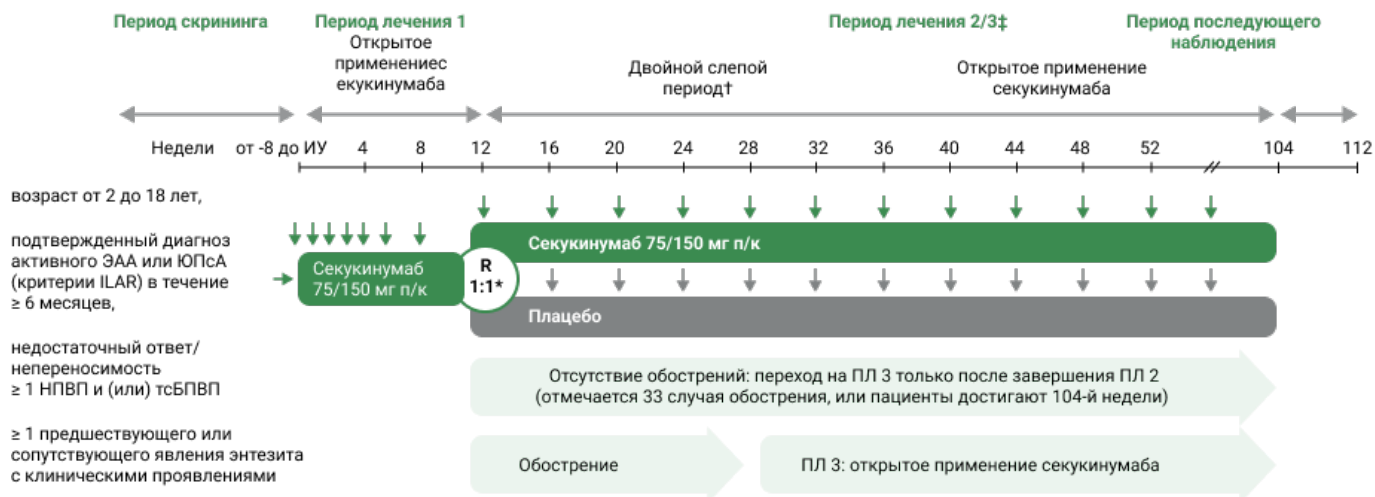 Период скрининга
Период лечения 1
Открытое
применениес
екукинумаба
Период лечения 2/3‡
Двойной слепой
период†
Открытое применение
секукинумаба
Период последующего
наблюдения
Недели от -8 до ИУ 4 8 12 16 20 24 28 32 36 40 44 48 52 104 112
возраст от 2 до 18 лет,
подтвержденный диагноз
активного ЭАА или ЮПсА
(критерии ILAR) в течение
≥ 6 месяцев,
недостаточный ответ/
непереносимость
≥ 1 НПВП и (или) тсБПВП
≥ 1 предшествующего или
сопутствующего явления энтезита
с клиническими проявлениями
Секукинумаб
75/150 мг п/к
R
1:1*
Секукинумаб 75/150 мг п/к
Плацебо
Отсутствие обострений: переход на ПЛ 3 только после завершения ПЛ 2
(отмечается 33 случая обострения, или пациенты достигают 104-й недели)
Обострение
ПЛ 3: открытое применение секукинумаба